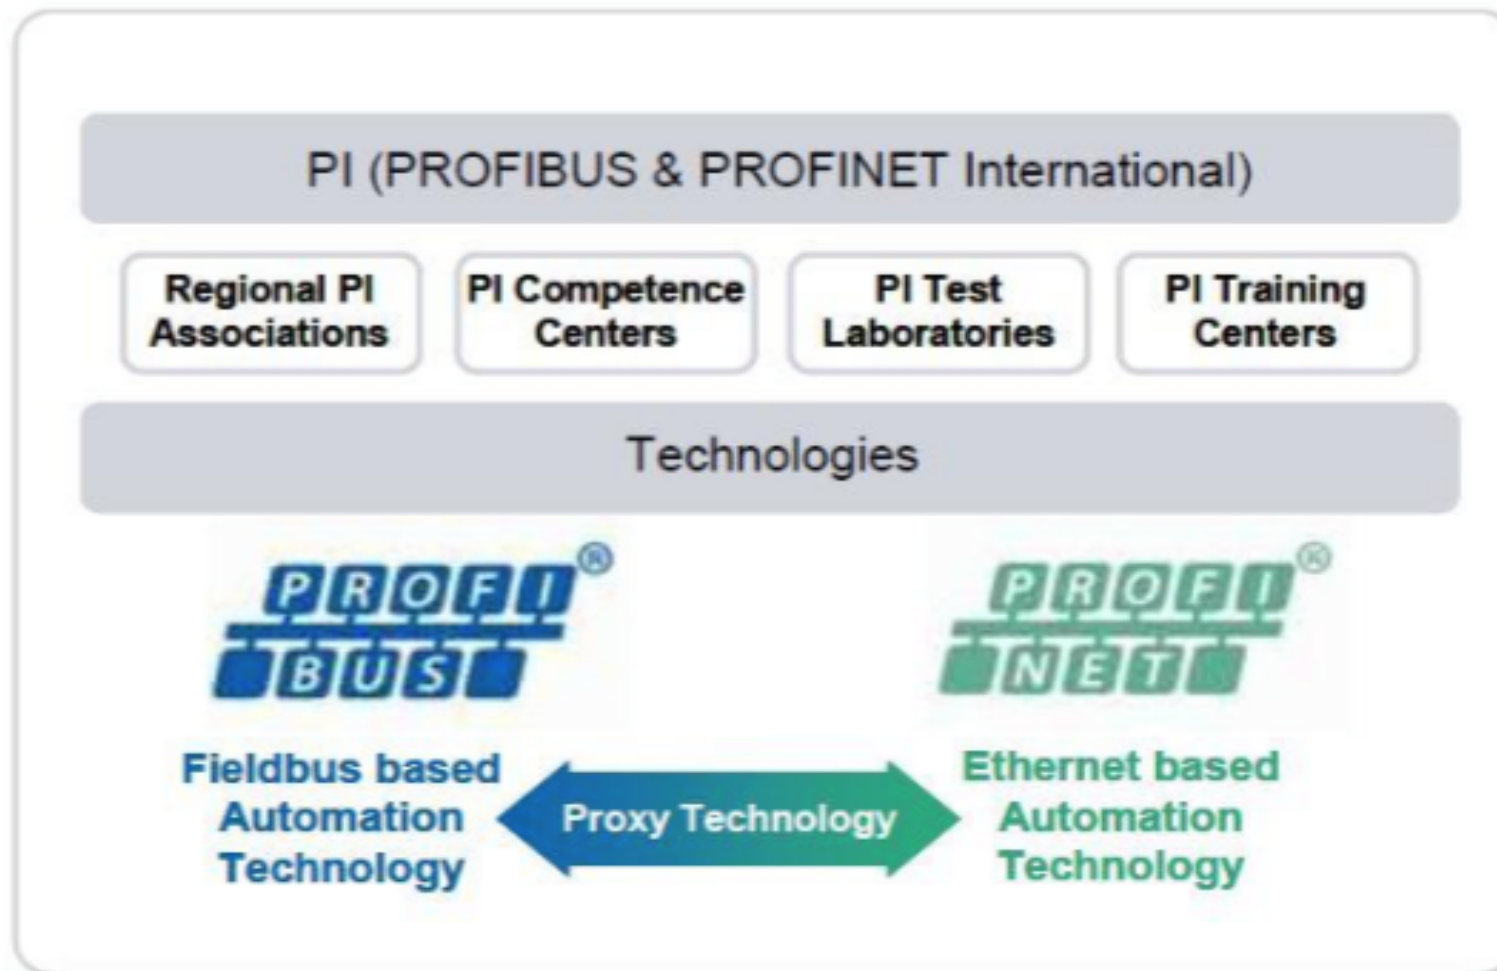 PI (PROFIBUS & PROFINET International)
Regional PI
Associations
PI Competence
Centers
PI Test
Laboratories
PI Training
Centers
Technologies
PROFI®
BUS
PROFI®
NET
Fieldbus based
Automation
Technology
Proxy Technology
Ethernet based
Automation
Technology